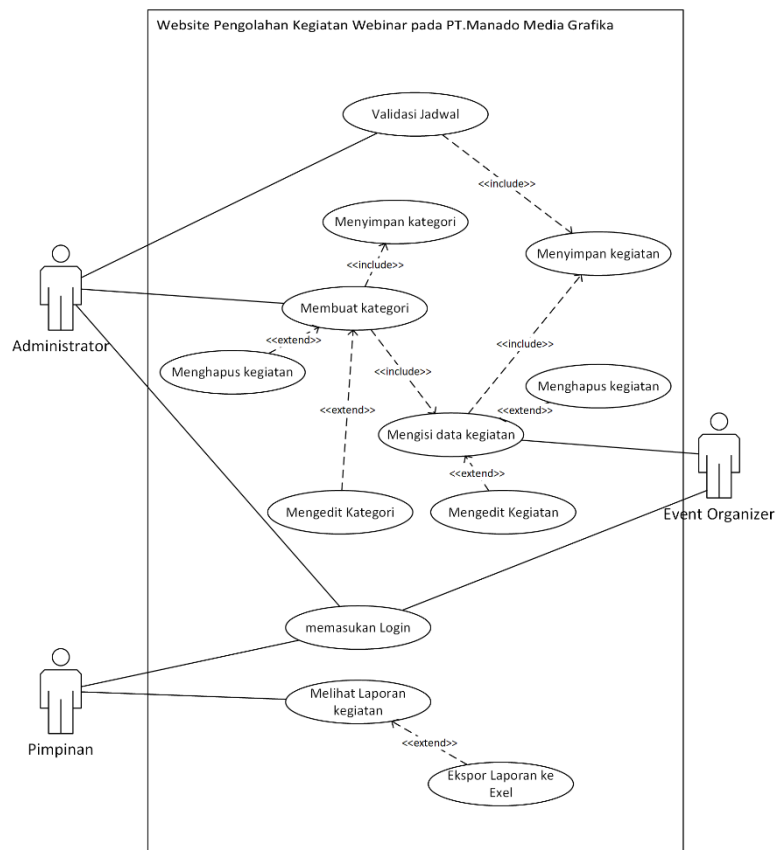 Website Pengolahan Kegiatan Webinar pada PT.Manado Media Grafika
Validasi Jadwal
<<include>>
Menyimpan kategori
Menyimpan kegiatan
<<include>>
Membuat kategori
Administrator
<<extend>>
<<include>>
Menghapus kegiatan
<<include>>
Menghapus kegiatan
<<extend>>
<<extend>>
Mengisi data kegiatan
<<extend>>
Mengedit Kategori
Mengedit Kegiatan
Event Organizer
memasukan Login
Melihat Laporan
kegiatan
Pimpinan
<<extend>>
Ekspor Laporan ke
Exel